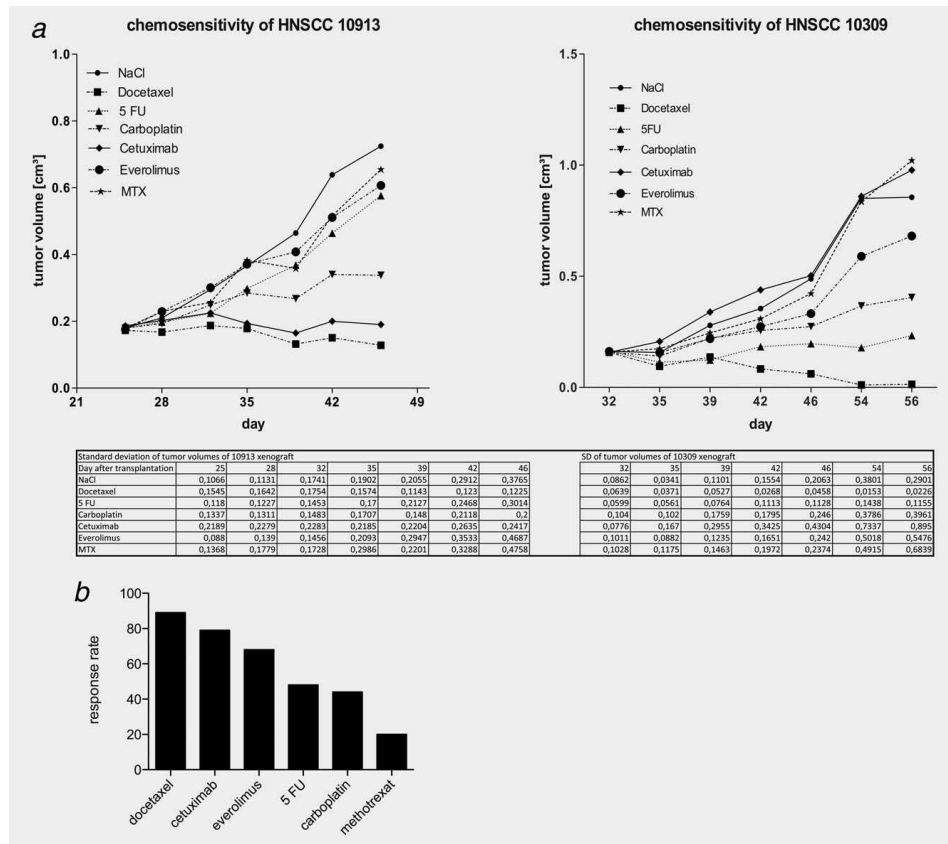 a
chemosensitivity of HNSCC 10913
1.0
0.8
0.6
0.4
0.2
0.0
tumor volume [cm³]
NaCl
Docetaxel
5 FU
Carboplatin
Cetuximab
Everolimus
MTX
21 28 35 42 49
day
chemosensitivity of HNSCC 10309
1.5
1.0
0.5
0.0
tumor volume [cm³]
NaCl
Docetaxel
5FU
Carboplatin
Cetuximab
Everolimus
MTX
32 35 39 42 46 54 56
day
Standard deviation of tumor volumes of 10913 xenograft
Day after transplantation 25 28 32 35 39 42 46
NaCl 0,1066 0,1131 0,1741 0,1902 0,2055 0,2912 0,3765
Docetaxel 0,1545 0,1642 0,1754 0,1574 0,1143 0,123 0,1225
5 FU 0,118 0,1227 0,1453 0,17 0,2127 0,2468 0,3014
Carboplatin 0,1337 0,1311 0,1483 0,1707 0,148 0,2118 0,2
Cetuximab 0,2189 0,2279 0,2283 0,2185 0,2204 0,2635 0,2417
Everolimus 0,088 0,139 0,1456 0,2093 0,2947 0,3533 0,4687
MTX 0,1368 0,1779 0,1728 0,2986 0,2201 0,3288 0,4758
SD of tumor volumes of 10309 xenograft
32 35 39 42 46 54 56
0,0862 0,0341 0,1101 0,1554 0,2063 0,3801 0,2901
0,0639 0,0371 0,0527 0,0268 0,0458 0,0153 0,0226
0,0599 0,0561 0,0764 0,1113 0,1128 0,1438 0,1155
0,104 0,102 0,1759 0,1795 0,246 0,3786 0,3961
0,0776 0,167 0,2955 0,3425 0,4304 0,7337 0,895
0,1011 0,0882 0,1235 0,1651 0,242 0,5018 0,5476
0,1028 0,1175 0,1463 0,1972 0,2374 0,4915 0,6839
b
100
80
60
40
20
0
response rate
docetaxel
cetuximab
everolimus
5 FU
carboplatin
methotrexat